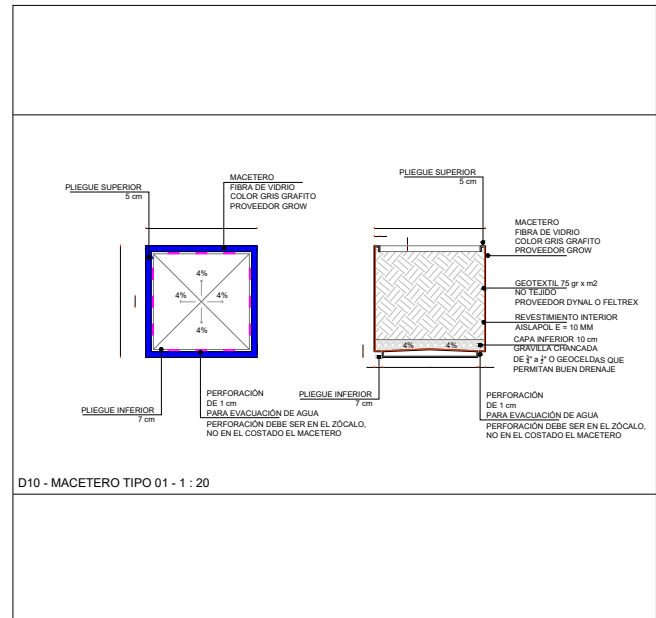 PLIEGUE SUPERIOR
5 cm
MACETERO
FIBRA DE VIDRIO
COLOR GRIS GRAFITO
PROVEEDOR GROW
4%
4%
4%
4%
PLIEGUE INFERIOR
7 cm
PERFORACIÓN
DE 1 cm
PARA EVACUACIÓN DE AGUA
PERFORACIÓN DEBE SER EN EL ZÓCALO,
NO EN EL COSTADO EL MACETERO
PLIEGUE SUPERIOR
5 cm
MACETERO
FIBRA DE VIDRIO
COLOR GRIS GRAFITO
PROVEEDOR GROW
GEOTEXTIL 75 gr x m2
NO TEJIDO
PROVEEDOR DYNAL O FELTREX
REVESTIMIENTO INTERIOR
AISLAPOL E = 10 MM
CAPA INFERIOR 10 cm
GRAVILLA CHANCADA
DE a O GEOCELDAS QUE
PERMITAN BUEN DRENAJE
4%
4%
PLIEGUE INFERIOR
7 cm
PERFORACIÓN
DE 1 cm
PARA EVACUACIÓN DE AGUA
PERFORACIÓN DEBE SER EN EL ZÓCALO,
NO EN EL COSTADO EL MACETERO
D10 - MACETERO TIPO 01 - 1 : 20